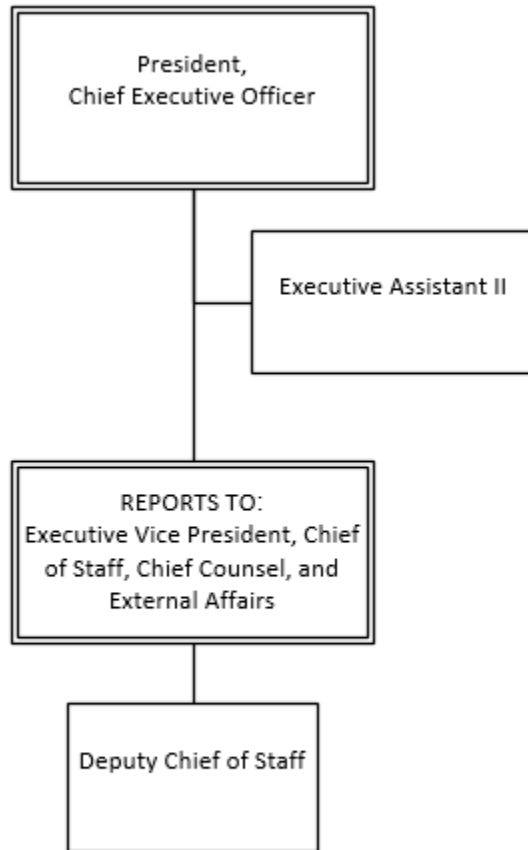 President,
Chief Executive Officer
Executive Assistant II
REPORTS TO:
Executive Vice President, Chief
of Staff, Chief Counsel, and
External Affairs
Deputy Chief of Staff